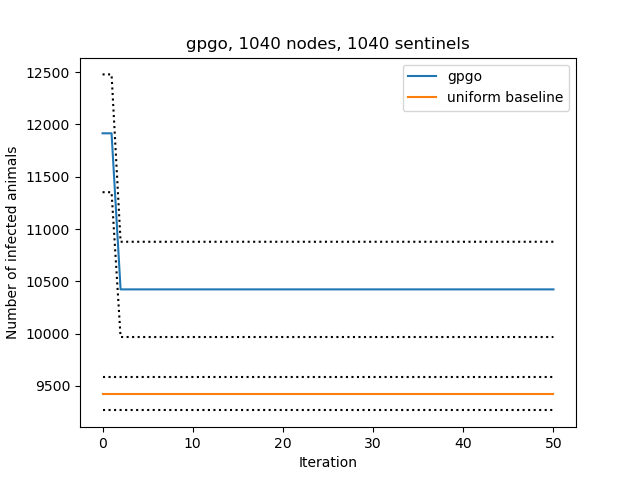 gpgo, 1040 nodes, 1040 sentinels
gpgo
uniform baseline
Number of infected animals
12500
12000
11500
11000
10500
10000
9500
0
10
20
30
40
50
Iteration